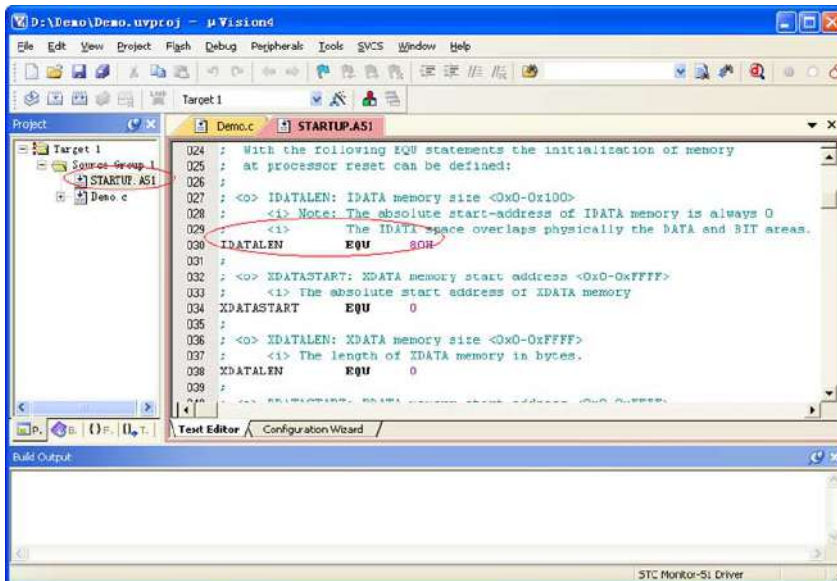 D:\Demo\Demo.uvproj - µVision4
File Edit View Project Flash Debug Peripherals Tools SVCS Window Help
Target 1
Project
Demo.c STARTUP.A51
Target 1
Source Group 1
STARTUP.A51
Demo.c
024 ; With the following EQU statements the initialization of memory
025 ; at processor reset can be defined:
026 ;
027 ; <o> IDATALEN: IDATA memory size <0x0-0x100>
028 ; <i> Note: The absolute start-address of IDATA memory is always 0
029 ; <i> The IDATA space overlaps physically the DATA and BIT areas.
030 IDATALEN EQU 80H
031 ;
032 ; <o> XDATASTART: XDATA memory start address <0x0-0xFFFF>
033 ; <i> The absolute start address of XDATA memory
034 XDATASTART EQU 0
035 ;
036 ; <o> XDATALEN: XDATA memory size <0x0-0xFFFF>
037 ; <i> The length of XDATA memory in bytes.
038 XDATALEN EQU 0
039 ;
P... B... {} F... T...
Text Editor Configuration Wizard
Build Output
STC Monitor-51 Driver